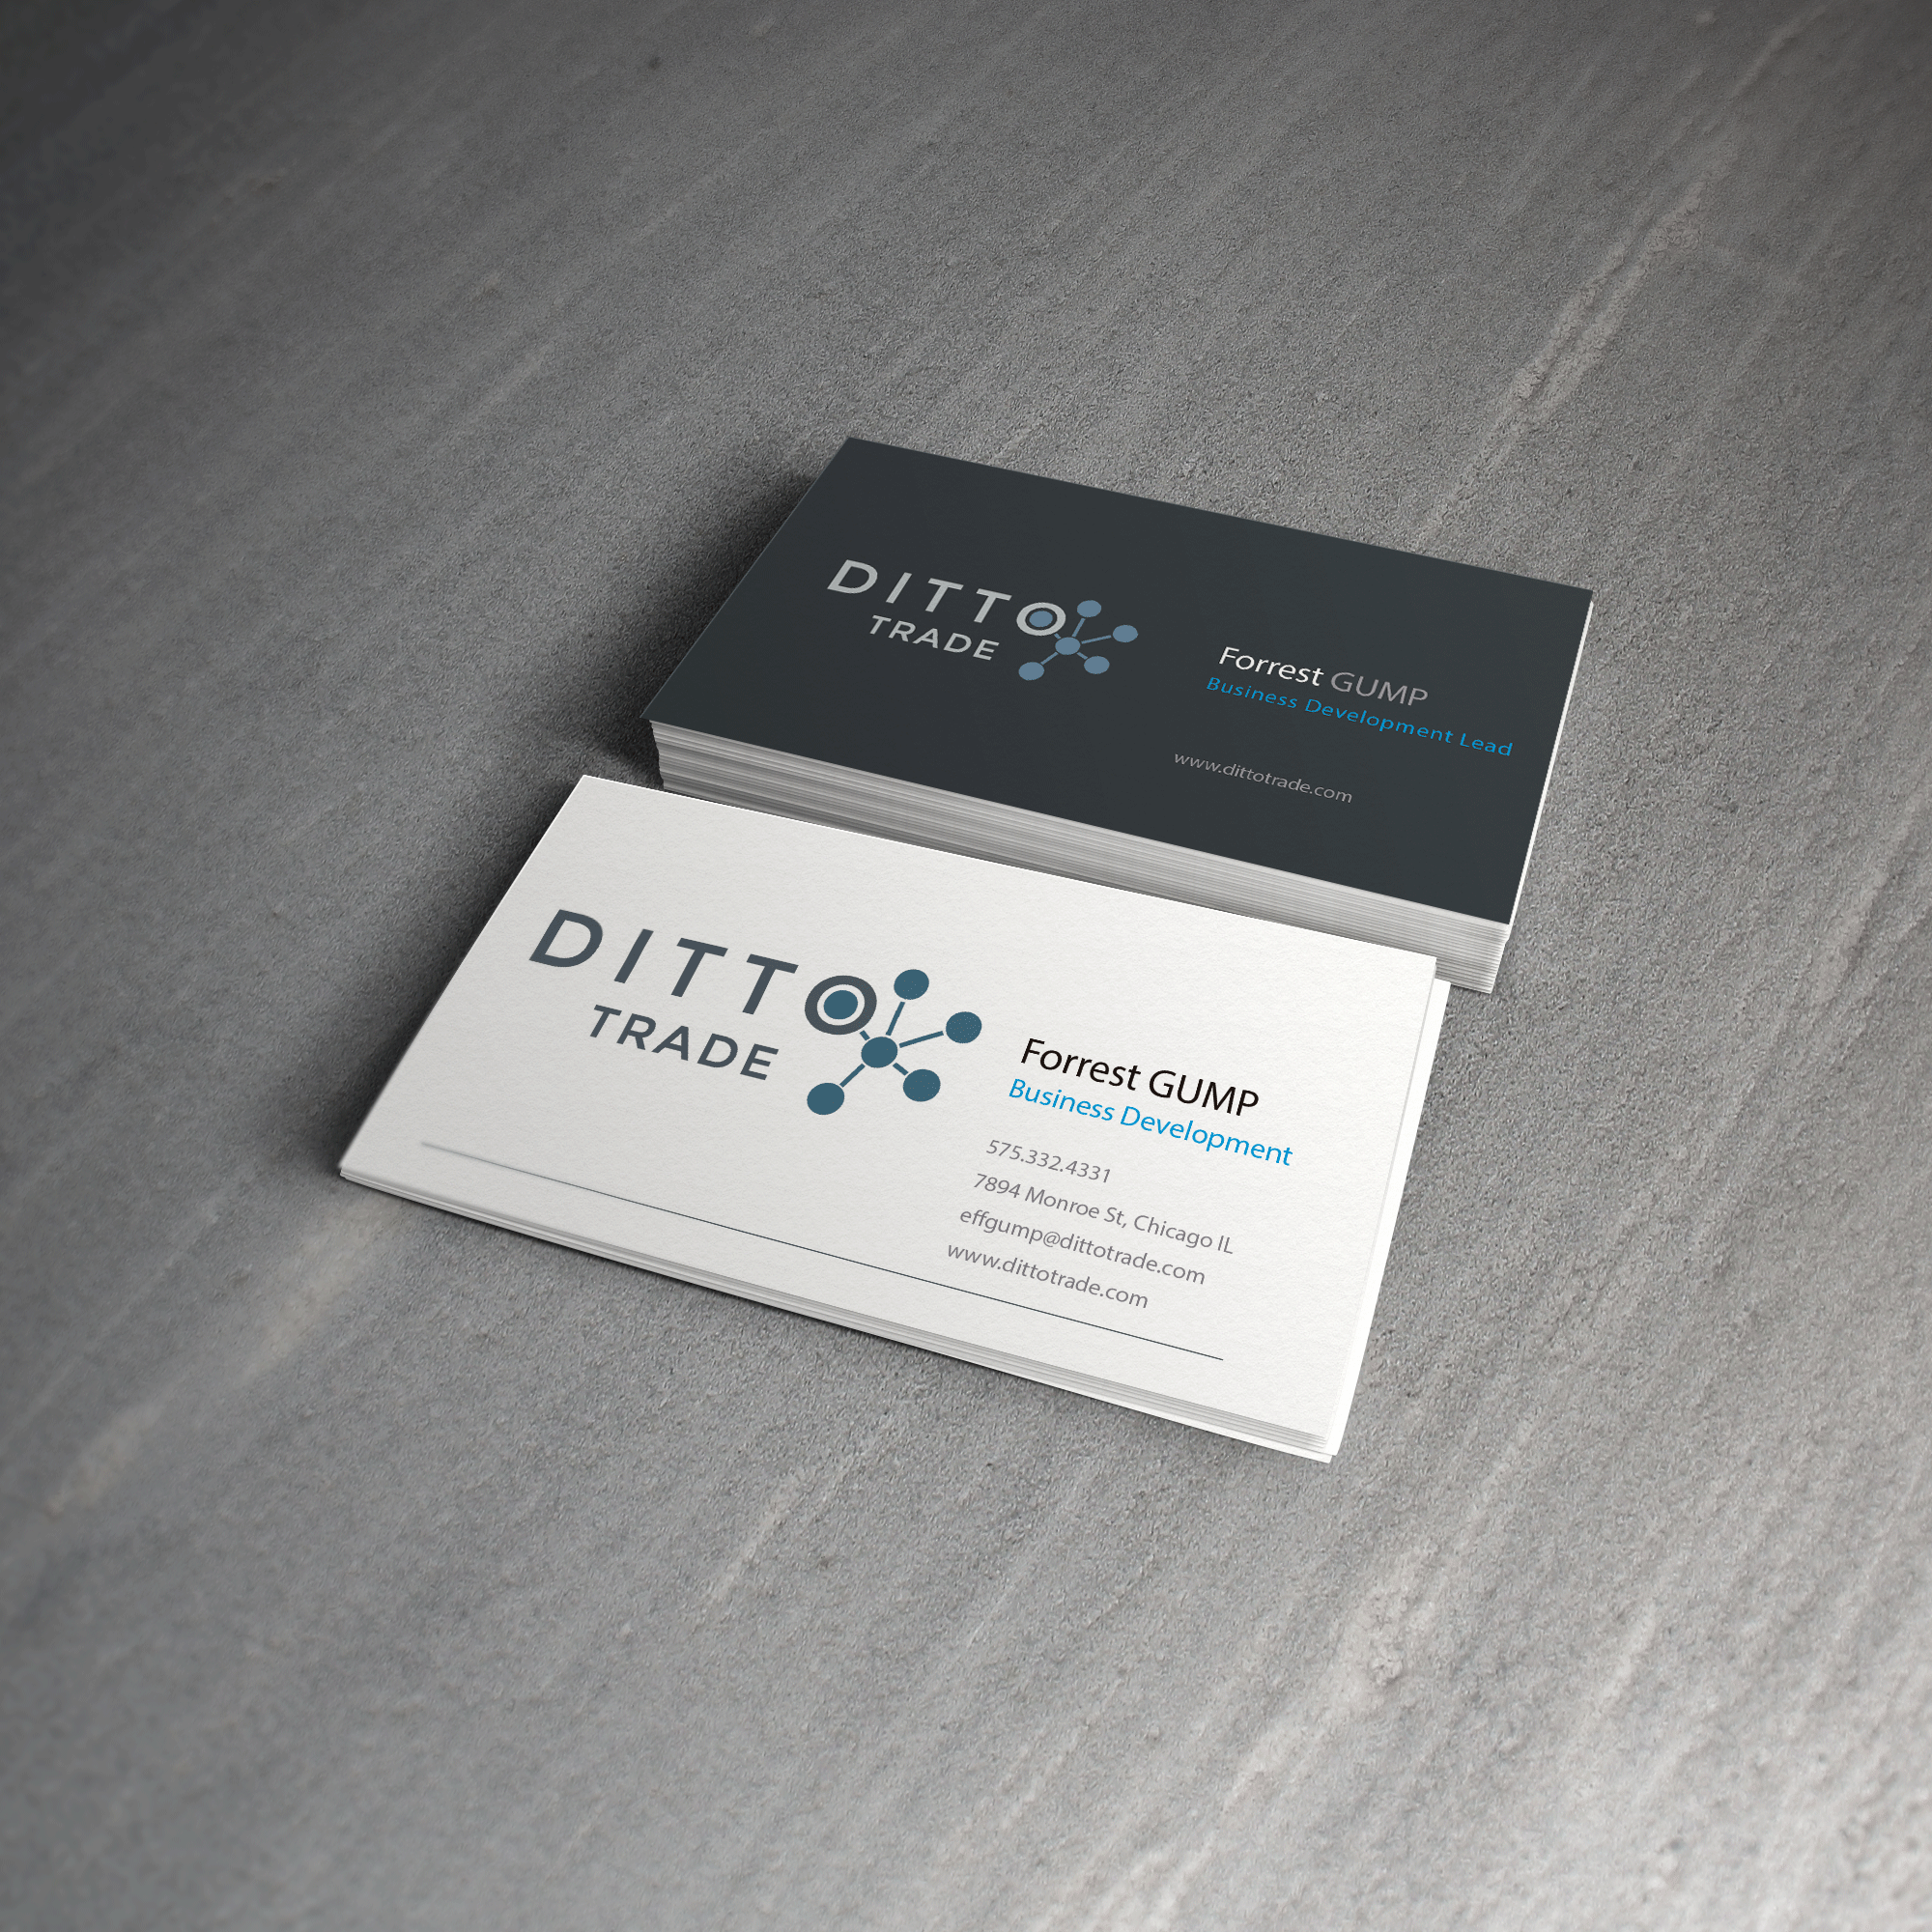 DITTO
TRADE
Forrest GUMP
Business Development Lead
www.dittotrade.com
DITTO
TRADE
Forrest GUMP
Business Development
575.332.4331
7894 Monroe St, Chicago IL
effgump@dittotrade.com
www.dittotrade.com